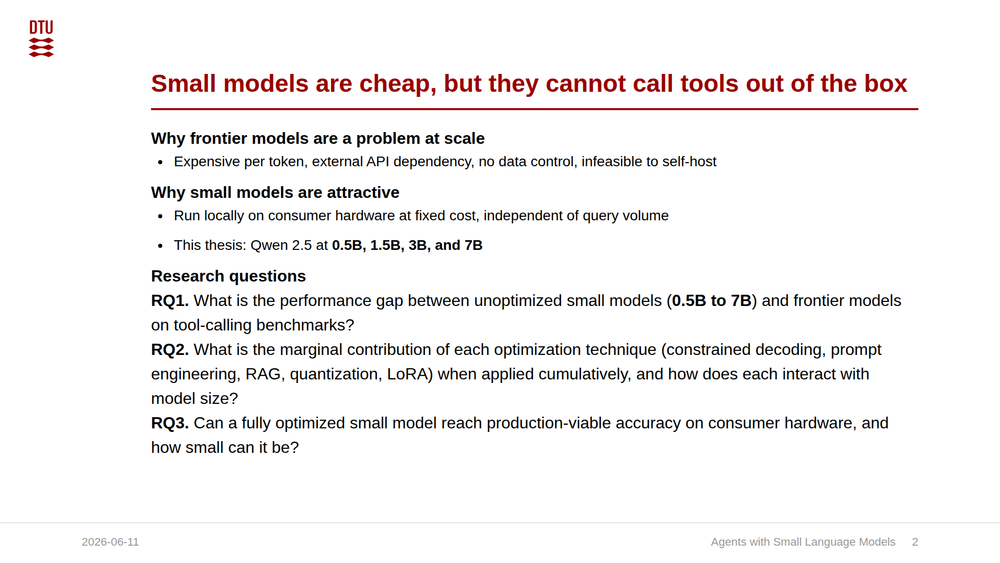 DTU
Small models are cheap, but they cannot call tools out of the box
Why frontier models are a problem at scale
• Expensive per token, external API dependency, no data control, infeasible to self-host
Why small models are attractive
• Run locally on consumer hardware at fixed cost, independent of query volume
• This thesis: Qwen 2.5 at 0.5B, 1.5B, 3B, and 7B
Research questions
RQ1. What is the performance gap between unoptimized small models (0.5B to 7B) and frontier models
on tool-calling benchmarks?
RQ2. What is the marginal contribution of each optimization technique (constrained decoding, prompt
engineering, RAG, quantization, LoRA) when applied cumulatively, and how does each interact with
model size?
RQ3. Can a fully optimized small model reach production-viable accuracy on consumer hardware, and
how small can it be?
2026-06-11 Agents with Small Language Models 2